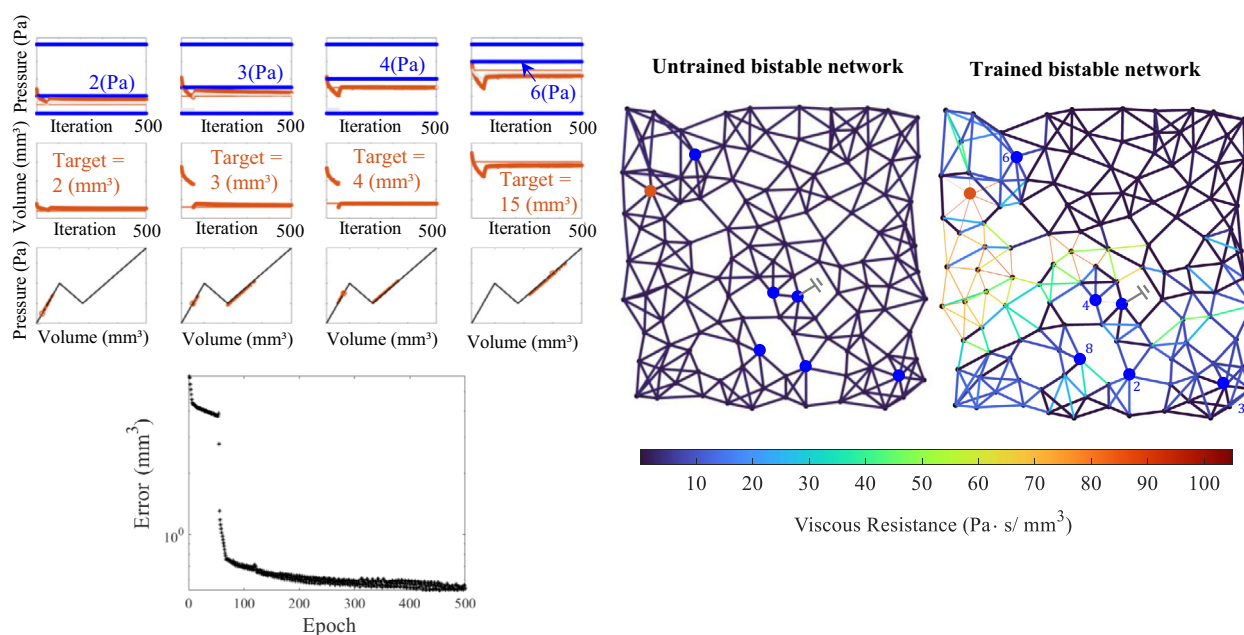 Pressure (Pa)
2(Pa)
3(Pa)
4(Pa)
6(Pa)
Iteration 500
Iteration 500
Iteration 500
Iteration 500
Volume (mm³)
Target =
2 (mm³)
Target =
3 (mm³)
Target =
4 (mm³)
Target =
15 (mm³)
Iteration 500
Iteration 500
Iteration 500
Iteration 500
Pressure (Pa)
Volume (mm³)
Volume (mm³)
Volume (mm³)
Volume (mm³)
Error (mm³)
10⁰
0 100 200 300 400 500
Epoch
Untrained bistable network
Trained bistable network
6
4
8
2
3
10 20 30 40 50 60 70 80 90 100
Viscous Resistance (Pa· s/ mm³)